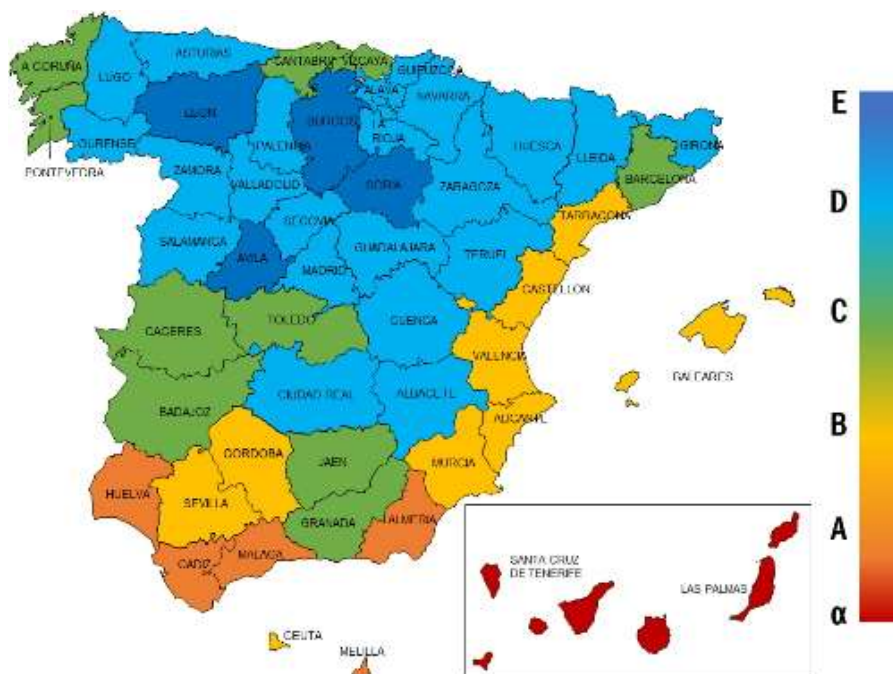 ASTURIAS
CANTABRIA
VIZCAYA
A CORUÑA
LUGO
GUIPUZCOA
ALAVA
NAVARRA
LEON
BURGOS
LA
RIOJA
OURENSE
PALENCIA
HUESCA
LLEIDA
GIRONA
PONTEVEDRA
ZAMORA
VALLADOLID
SORIA
ZARAGOZA
BARCELONA
TARRAGONA
SEGOVIA
SALAMANCA
GUADALAJARA
TERUEL
AVILA
MADRID
CASTELLON
TOLEDO
CUENCA
CACERES
VALENCIA
BALEARES
CIUDAD REAL
ALBACETE
BADAJOZ
ALICANTE
CORDOBA
JAEN
MURCIA
HUELVA
SEVILLA
GRANADA
ALMERIA
CADIZ
MALAGA
SANTA CRUZ
DE TENERIFE
LAS PALMAS
CEUTA
MELILLA
E
D
C
B
A
α